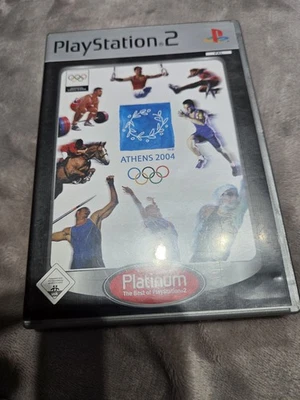 PlayStation 2
ATHENS 2004
Platinum
The Best of PlayStation 2